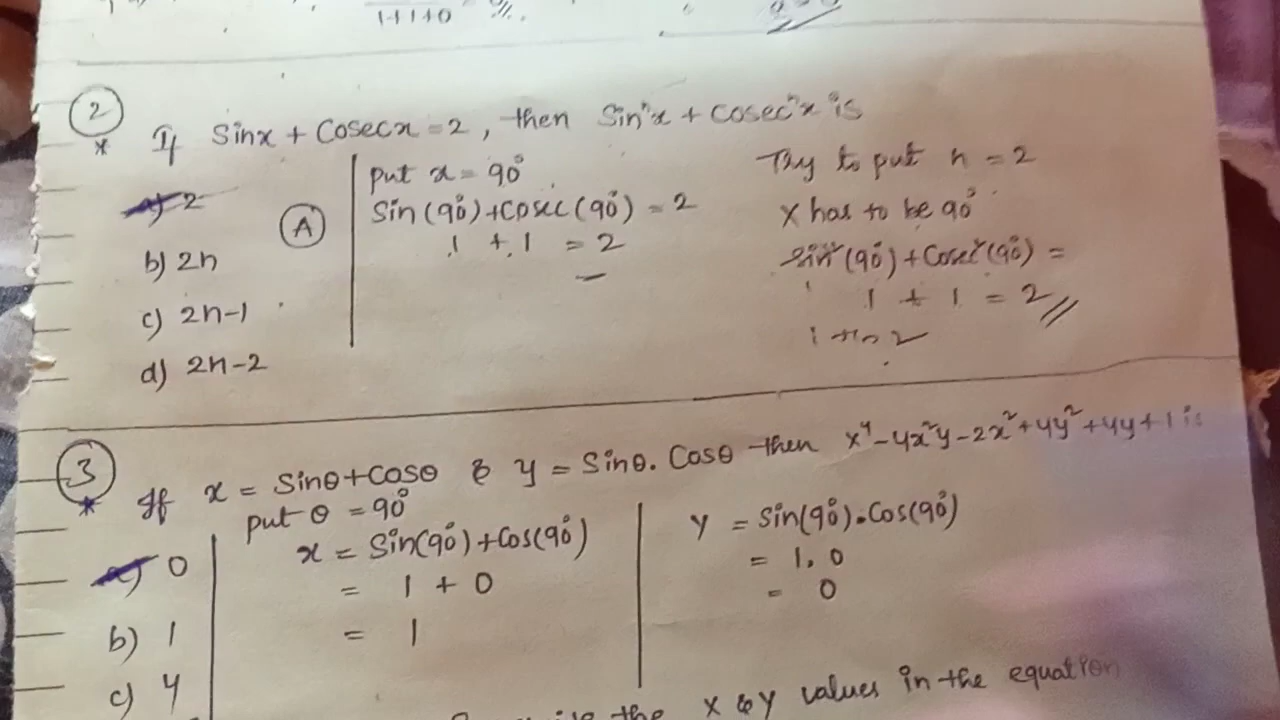 1+1+0
2
* If Sinx + Cosecx = 2, then Sinⁿx + Cosecⁿx is
a) 2
b) 2n
c) 2n-1
d) 2n-2
A
put x = 90°
Sin(90°)+Cosec(90°) = 2
1 + 1 = 2
Try to put n = 2
x has to be 90°
Sin²(90°)+Cosec²(90°) =
1 + 1 = 2 //
3
* If x = Sinθ+Cosθ & y = Sinθ. Cosθ then x⁴-4x²y-2x²+4y²+4y+1 is
a) 0
b) 1
c) 4
put θ = 90°
x = Sin(90°)+Cos(90°)
= 1 + 0
= 1
y = Sin(90°).Cos(90°)
= 1. 0
= 0
the x & y values in the equation